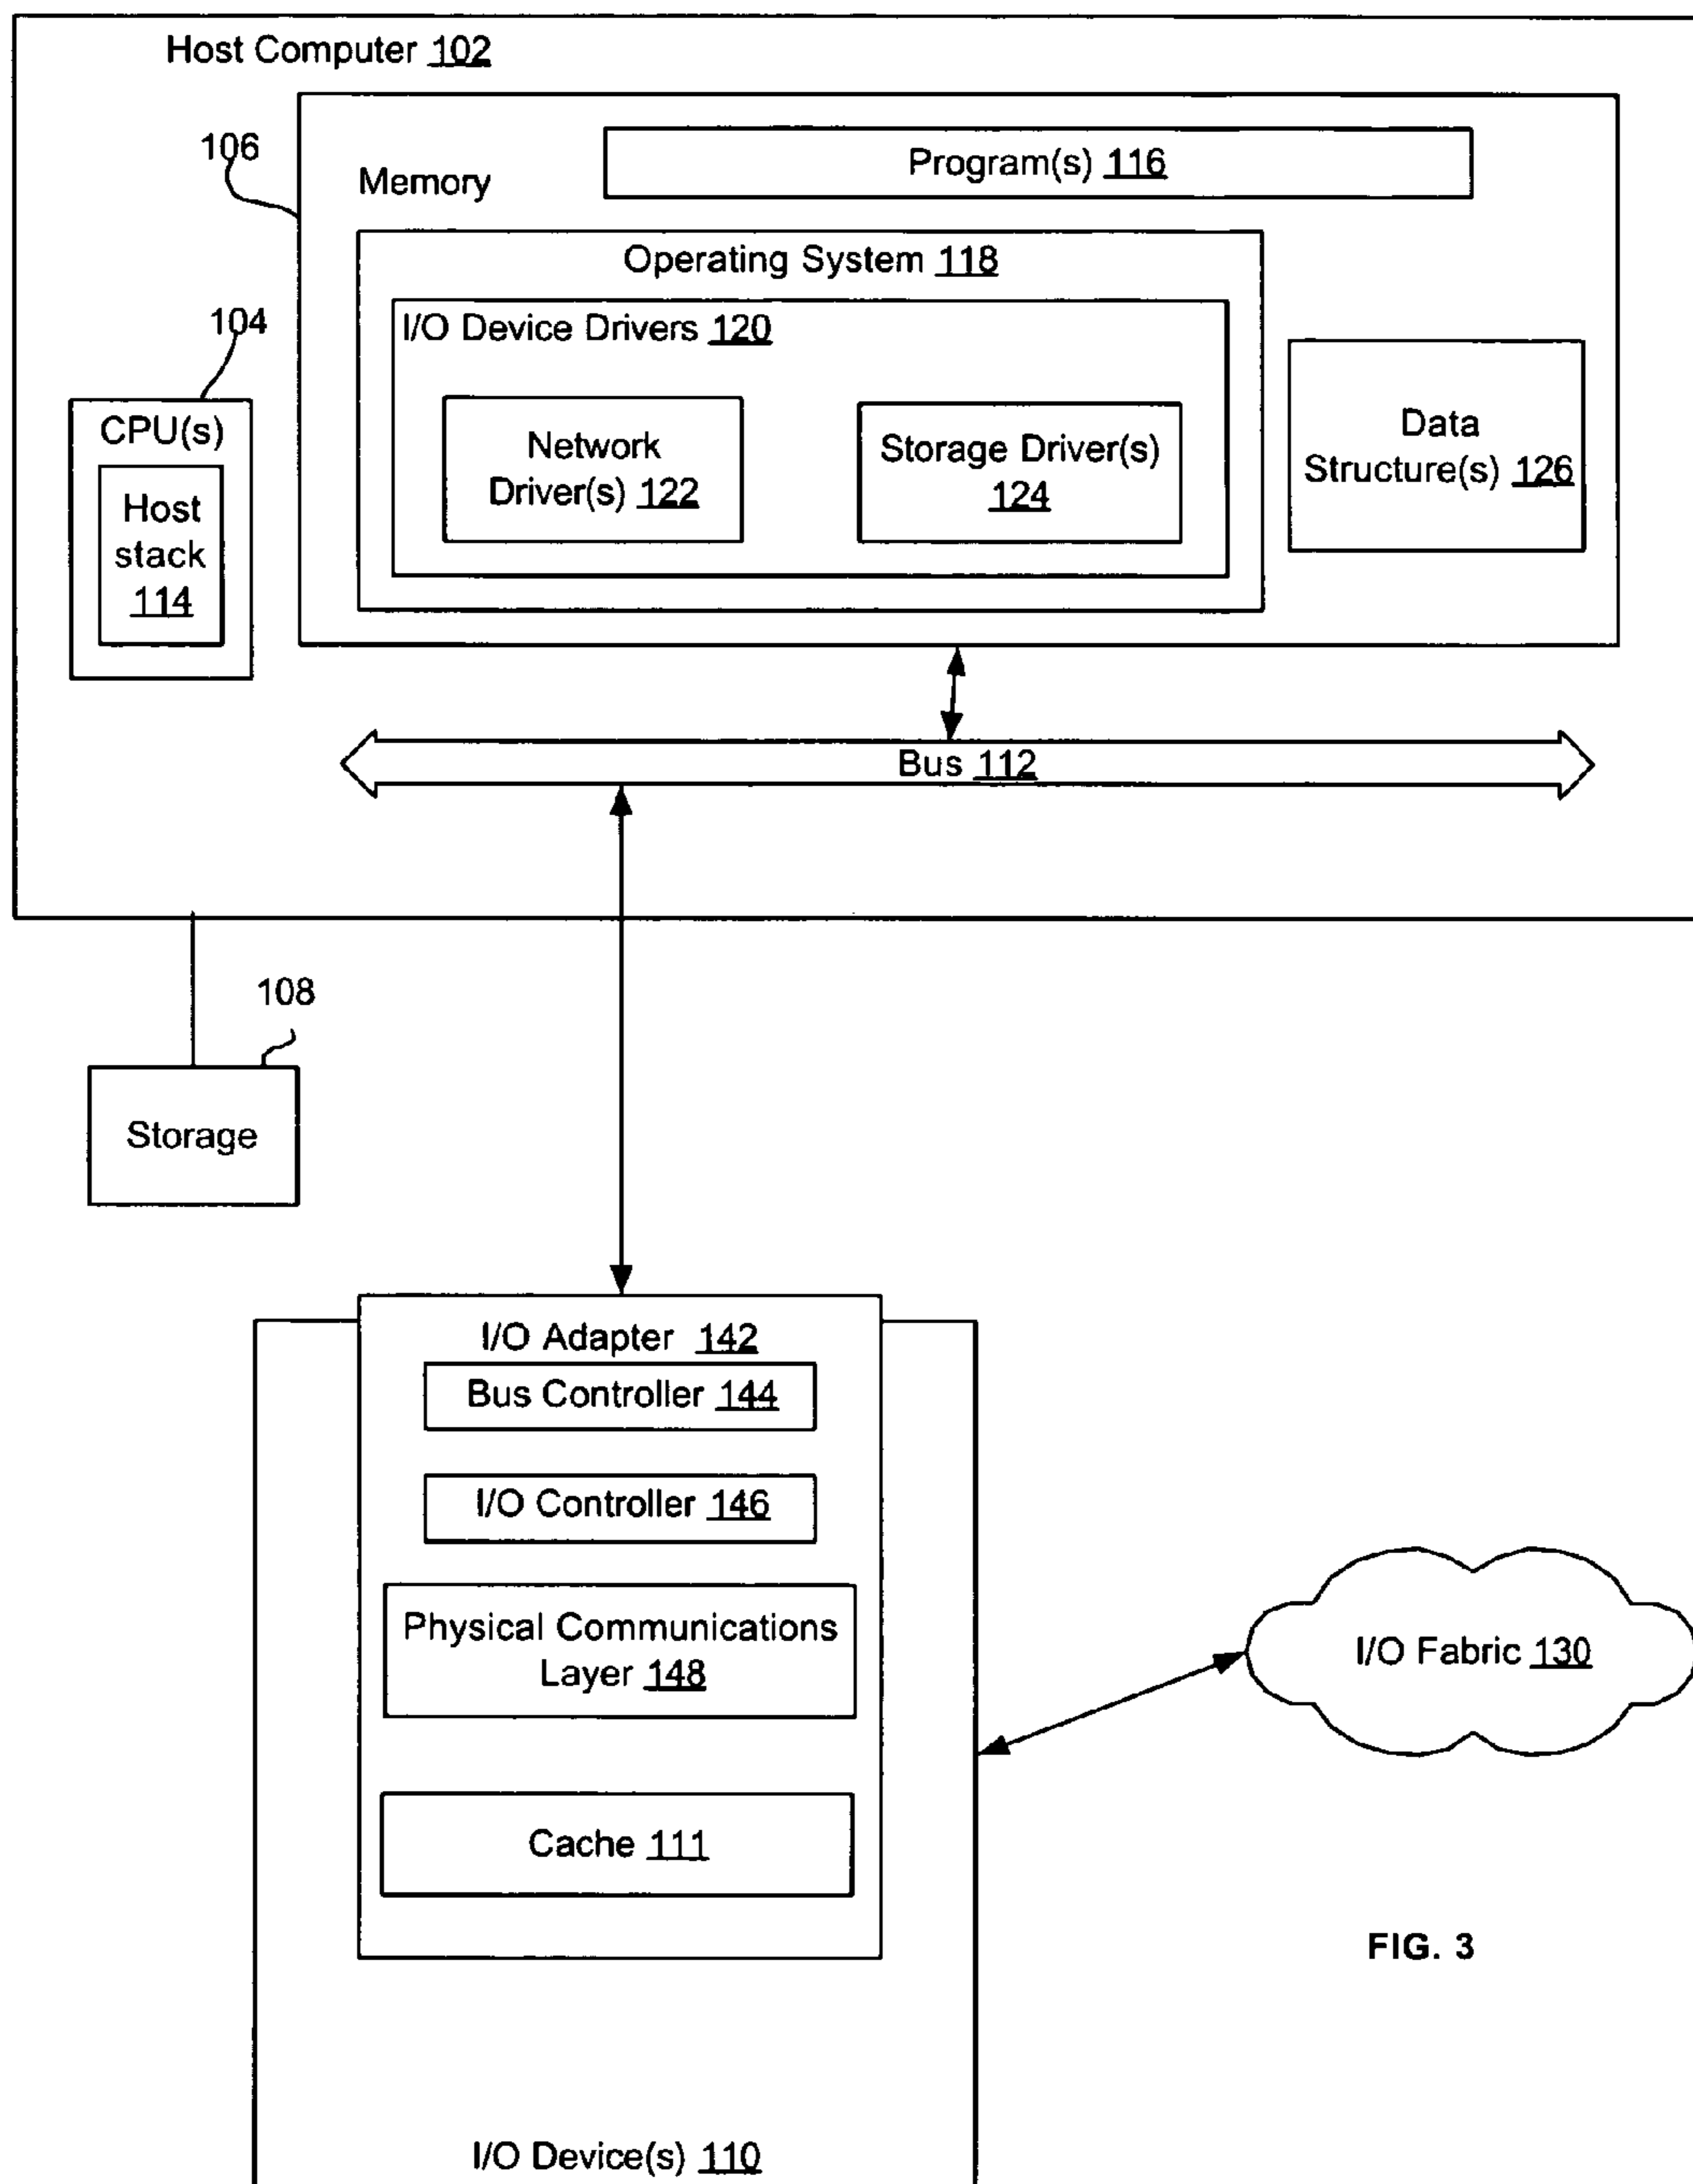 Host Computer 102
106
Memory
Program(s) 116
Operating System 118
I/O Device Drivers 120
104
CPU(s)
Host
stack
114
Network
Driver(s) 122
Storage Driver(s)
124
Data
Structure(s) 126
Bus 112
108
Storage
I/O Adapter 142
Bus Controller 144
I/O Controller 146
Physical Communications
Layer 148
Cache 111
I/O Fabric 130
FIG. 3
I/O Device(s) 110